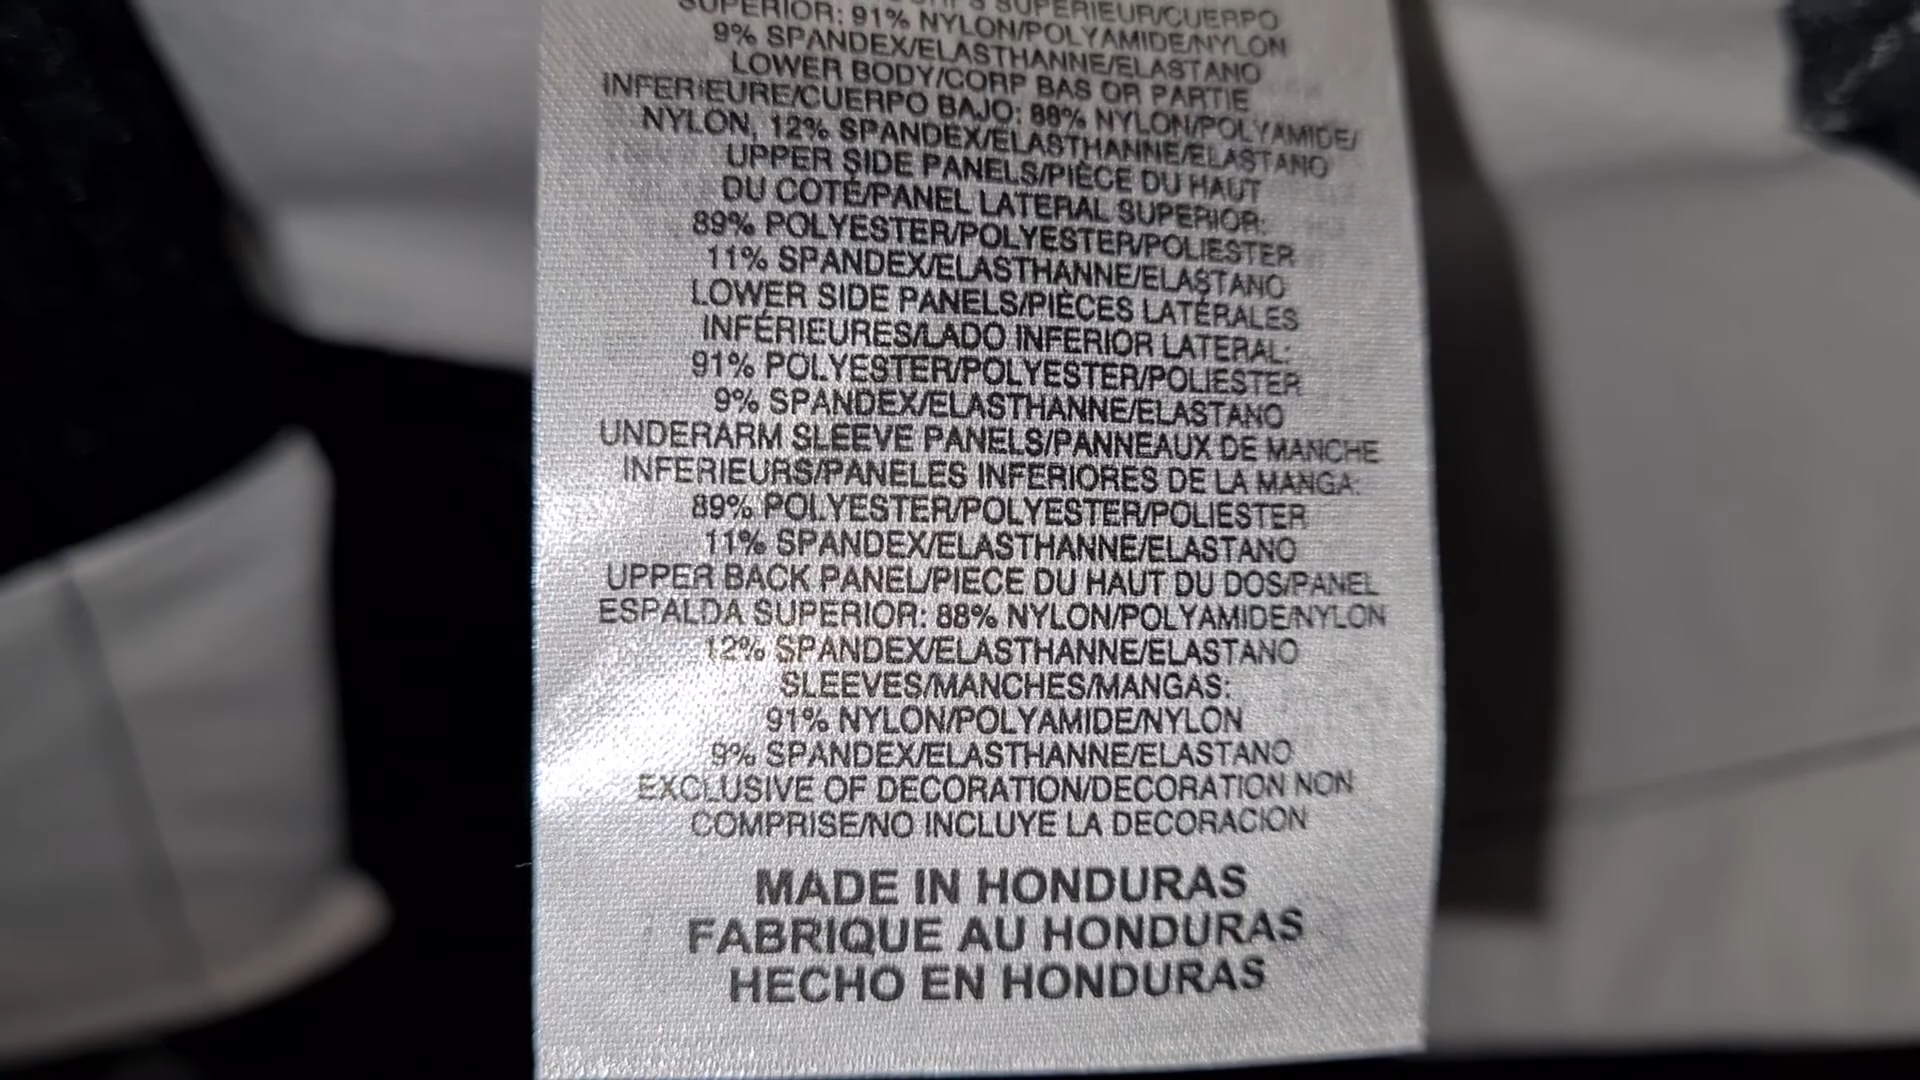 SUPERIEUR/CUERPO
SUPERIOR: 91% NYLON/POLYAMIDE/NYLON
9% SPANDEX/ELASTHANNE/ELASTANO
LOWER BODY/CORP BAS OR PARTIE
INFERIEURE/CUERPO BAJO: 88% NYLON/POLYAMIDE/
NYLON, 12% SPANDEX/ELASTHANNE/ELASTANO
UPPER SIDE PANELS/PIÈCE DU HAUT
DU COTÉ/PANEL LATERAL SUPERIOR:
89% POLYESTER/POLYESTER/POLIESTER
11% SPANDEX/ELASTHANNE/ELASTANO
LOWER SIDE PANELS/PIÈCES LATÉRALES
INFÉRIEURES/LADO INFERIOR LATERAL:
91% POLYESTER/POLYESTER/POLIESTER
9% SPANDEX/ELASTHANNE/ELASTANO
UNDERARM SLEEVE PANELS/PANNEAUX DE MANCHE
INFERIEURS/PANELES INFERIORES DE LA MANGA:
89% POLYESTER/POLYESTER/POLIESTER
11% SPANDEX/ELASTHANNE/ELASTANO
UPPER BACK PANEL/PIECE DU HAUT DU DOS/PANEL
ESPALDA SUPERIOR: 88% NYLON/POLYAMIDE/NYLON
12% SPANDEX/ELASTHANNE/ELASTANO
SLEEVES/MANCHES/MANGAS:
91% NYLON/POLYAMIDE/NYLON
9% SPANDEX/ELASTHANNE/ELASTANO
EXCLUSIVE OF DECORATION/DECORATION NON
COMPRISE/NO INCLUYE LA DECORACION
MADE IN HONDURAS
FABRIQUE AU HONDURAS
HECHO EN HONDURAS